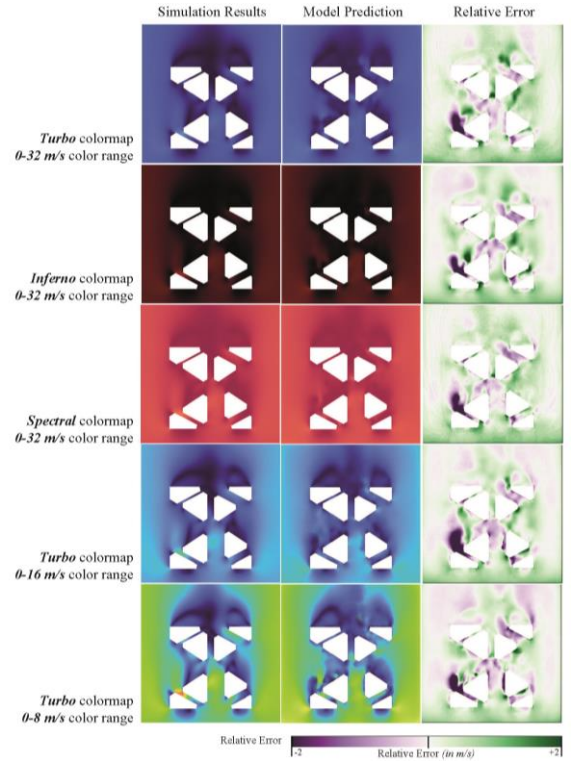 Simulation Results Model Prediction Relative Error
Turbo colormap
0-32 m/s color range
Inferno colormap
0-32 m/s color range
Spectral colormap
0-32 m/s color range
Turbo colormap
0-16 m/s color range
Turbo colormap
0-8 m/s color range
Relative Error
-2 Relative Error (in m/s) +2